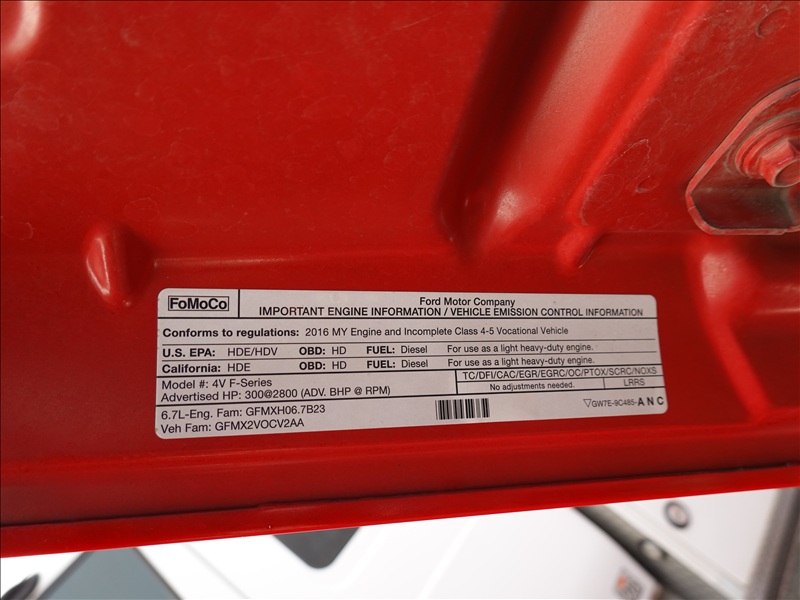 FoMoCo
Ford Motor Company
IMPORTANT ENGINE INFORMATION / VEHICLE EMISSION CONTROL INFORMATION
Conforms to regulations: 2016 MY Engine and Incomplete Class 4-5 Vocational Vehicle
U.S. EPA: HDE/HDV OBD: HD FUEL: Diesel For use as a light heavy-duty engine.
California: HDE OBD: HD FUEL: Diesel For use as a light heavy-duty engine.
Model #: 4V F-Series TC/DFI/CAC/EGR/EGRC/OC/PTOX/SCRC/NOXS
Advertised HP: 300@2800 (ADV. BHP @ RPM) No adjustments needed. LRRS
6.7L-Eng. Fam: GFMXH06.7B23
Veh Fam: GFMX2VOCV2AA
GW7E-9C485-ANC